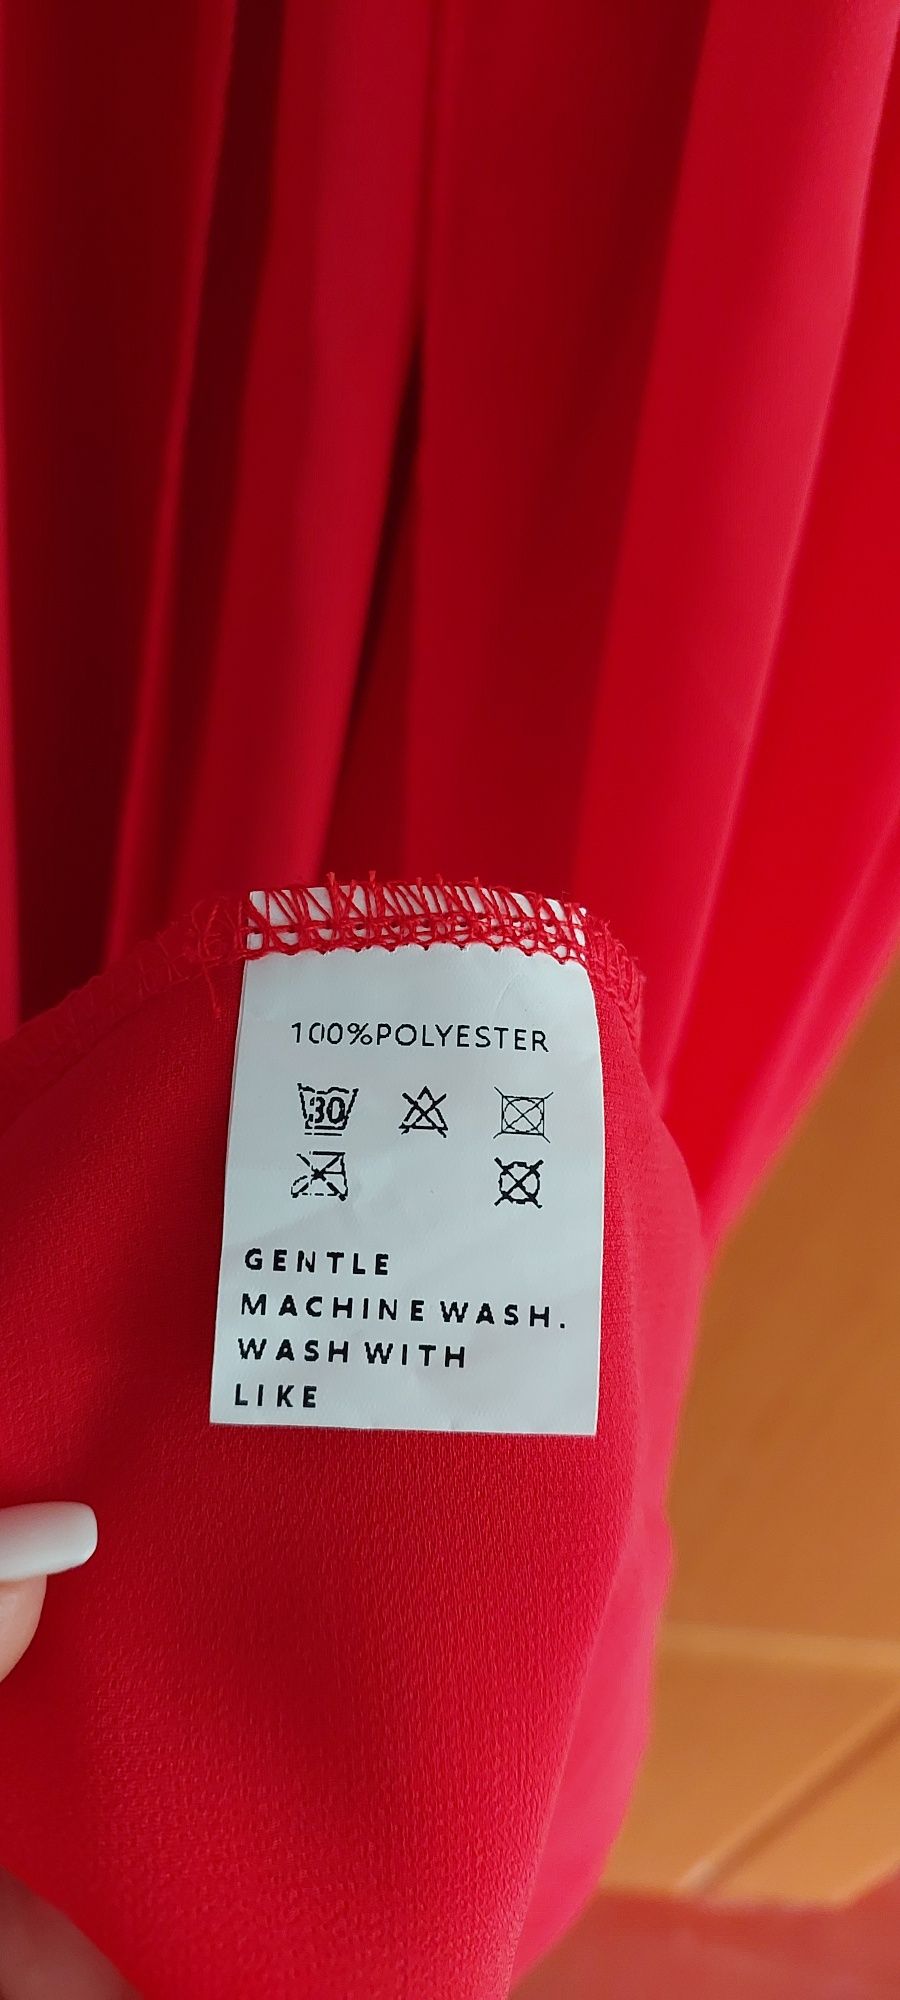 100%POLYESTER
30
GENTLE
MACHINE WASH.
WASH WITH
LIKE